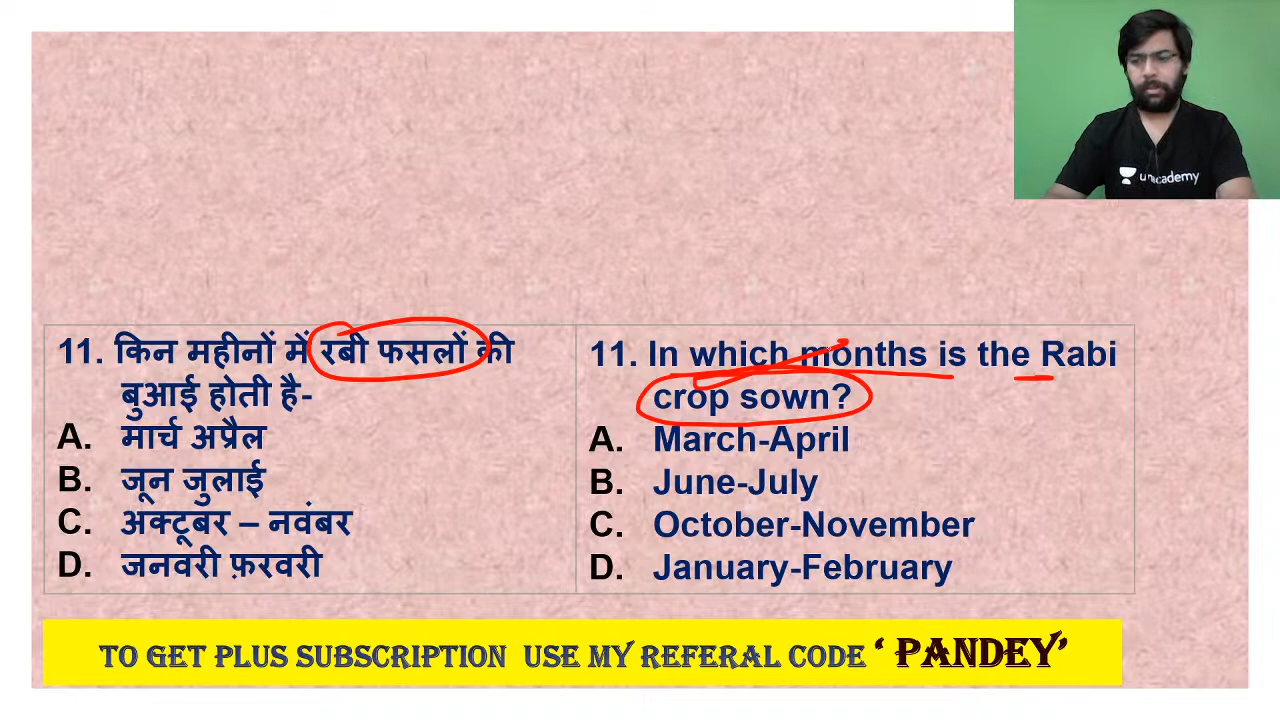 unacademy
11. किन महीनों में रबी फसलों की
बुआई होती है-
A. मार्च अप्रैल
B. जून जुलाई
C. अक्टूबर – नवंबर
D. जनवरी फ़रवरी
11. In which months is the Rabi
crop sown?
A. March-April
B. June-July
C. October-November
D. January-February
TO GET PLUS SUBSCRIPTION USE MY REFERAL CODE ‘ PANDEY’